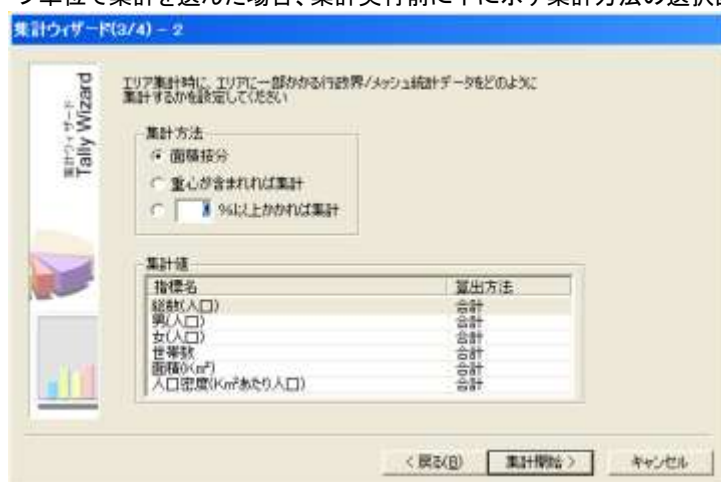 ツ単位で集計を選んだ場合、集計実行前に下に示す集計方法の選択
集計ウィザード(3/4) - 2
集計ウィザード
Tally Wizard
エリア集計時に、エリアに一部かかる行政界/メッシュ統計データをどのように
集計するかを設定してください
集計方法
面積按分
重心が含まれれば集計
%以上かかれば集計
集計値
指標名 算出方法
総数(人口) 合計
男(人口) 合計
女(人口) 合計
世帯数 合計
面積(Km²) 合計
人口密度(Km²あたり人口) 合計
< 戻る(B) 集計開始 > キャンセル